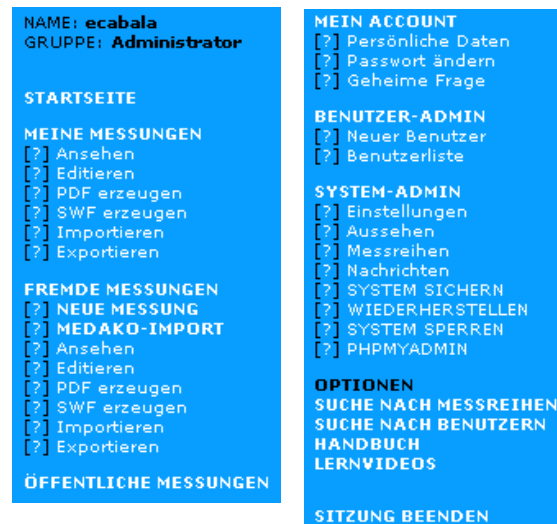 NAME: ecabala
GRUPPE: Administrator
STARTSEITE
MEINE MESSUNGEN
[?] Ansehen
[?] Editieren
[?] PDF erzeugen
[?] SWF erzeugen
[?] Importieren
[?] Exportieren
FREMDE MESSUNGEN
[?] NEUE MESSUNG
[?] MEDAKO-IMPORT
[?] Ansehen
[?] Editieren
[?] PDF erzeugen
[?] SWF erzeugen
[?] Importieren
[?] Exportieren
ÖFFENTLICHE MESSUNGEN
MEIN ACCOUNT
[?] Persönliche Daten
[?] Passwort ändern
[?] Geheime Frage
BENUTZER-ADMIN
[?] Neuer Benutzer
[?] Benutzerliste
SYSTEM-ADMIN
[?] Einstellungen
[?] Aussehen
[?] Messreihen
[?] Nachrichten
[?] SYSTEM SICHERN
[?] WIEDERHERSTELLEN
[?] SYSTEM SPERREN
[?] PHPMYADMIN
OPTIONEN
SUCHE NACH MESSREIHEN
SUCHE NACH BENUTZERN
HANDBUCH
LERNVIDEOS
SITZUNG BEENDEN